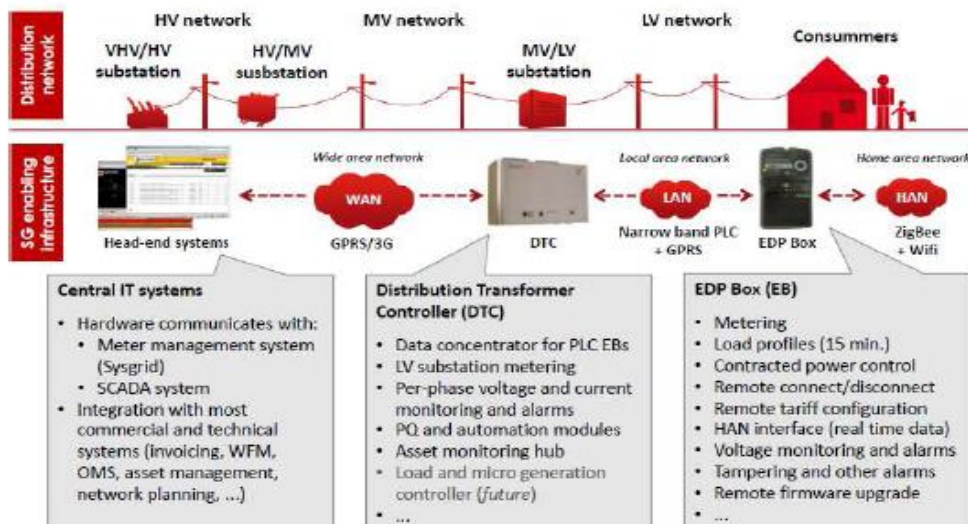 HV network
MV network
LV network
Distribution
network
VHV/HV
substation
HV/MV
susbstation
MV/LV
substation
Consummers
SG enabling
infrastructure
Wide area network
Local area network
Home area network
WAN
LAN
HAN
Head-end systems
GPRS/3G
DTC
Narrow band PLC
+ GPRS
EDP Box
ZigBee
+ Wifi
Central IT systems
• Hardware communicates with:
• Meter management system
(Sysgrid)
• SCADA system
• Integration with most
commercial and technical
systems (invoicing, WFM,
OMS, asset management,
network planning, ...)
Distribution Transformer
Controller (DTC)
• Data concentrator for PLC EBs
• LV substation metering
• Per-phase voltage and current
monitoring and alarms
• PQ and automation modules
• Asset monitoring hub
• Load and micro generation
controller (future)
• ...
EDP Box (EB)
• Metering
• Load profiles (15 min.)
• Contracted power control
• Remote connect/disconnect
• Remote tariff configuration
• HAN interface (real time data)
• Voltage monitoring and alarms
• Tampering and other alarms
• Remote firmware upgrade
• ...